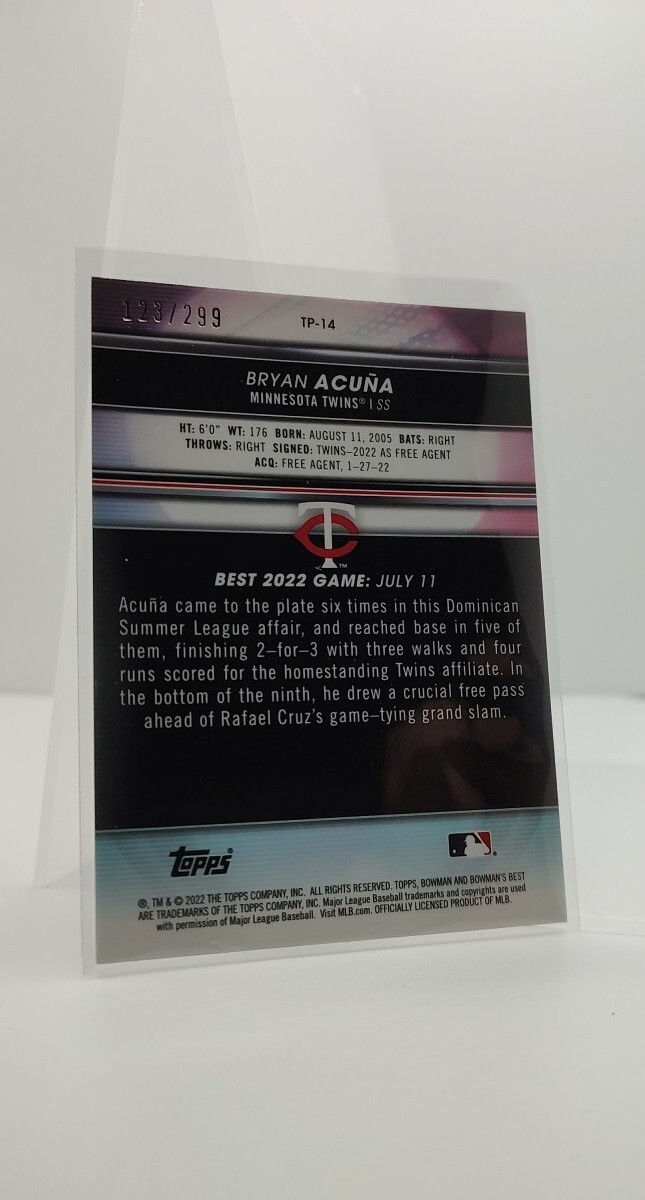 123/299
TP-14
BRYAN ACUÑA
MINNESOTA TWINS® | SS
HT: 6'0" WT: 176 BORN: AUGUST 11, 2005 BATS: RIGHT
THROWS: RIGHT SIGNED: TWINS–2022 AS FREE AGENT
ACQ: FREE AGENT, 1-27-22
TC™
BEST 2022 GAME: JULY 11
Acuña came to the plate six times in this Dominican
Summer League affair, and reached base in five of
them, finishing 2–for–3 with three walks and four
runs scored for the homestanding Twins affiliate. In
the bottom of the ninth, he drew a crucial free pass
ahead of Rafael Cruz's game–tying grand slam.
topps®
®, TM & © 2022 THE TOPPS COMPANY, INC. ALL RIGHTS RESERVED. TOPPS, BOWMAN AND BOWMAN'S BEST
ARE TRADEMARKS OF THE TOPPS COMPANY, INC. Major League Baseball trademarks and copyrights are used
with permission of Major League Baseball. Visit MLB.com. OFFICIALLY LICENSED PRODUCT OF MLB.